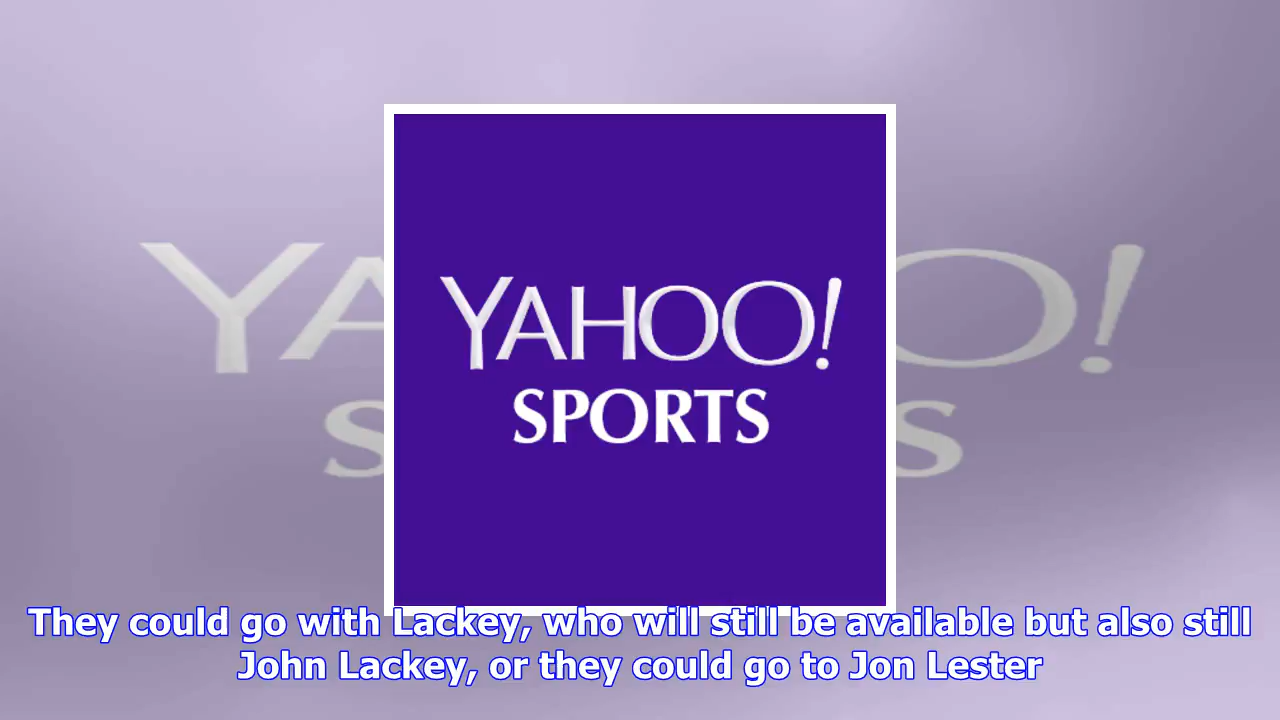 YAHOO!
SPORTS
They could go with Lackey, who will still be available but also still
John Lackey, or they could go to Jon Lester